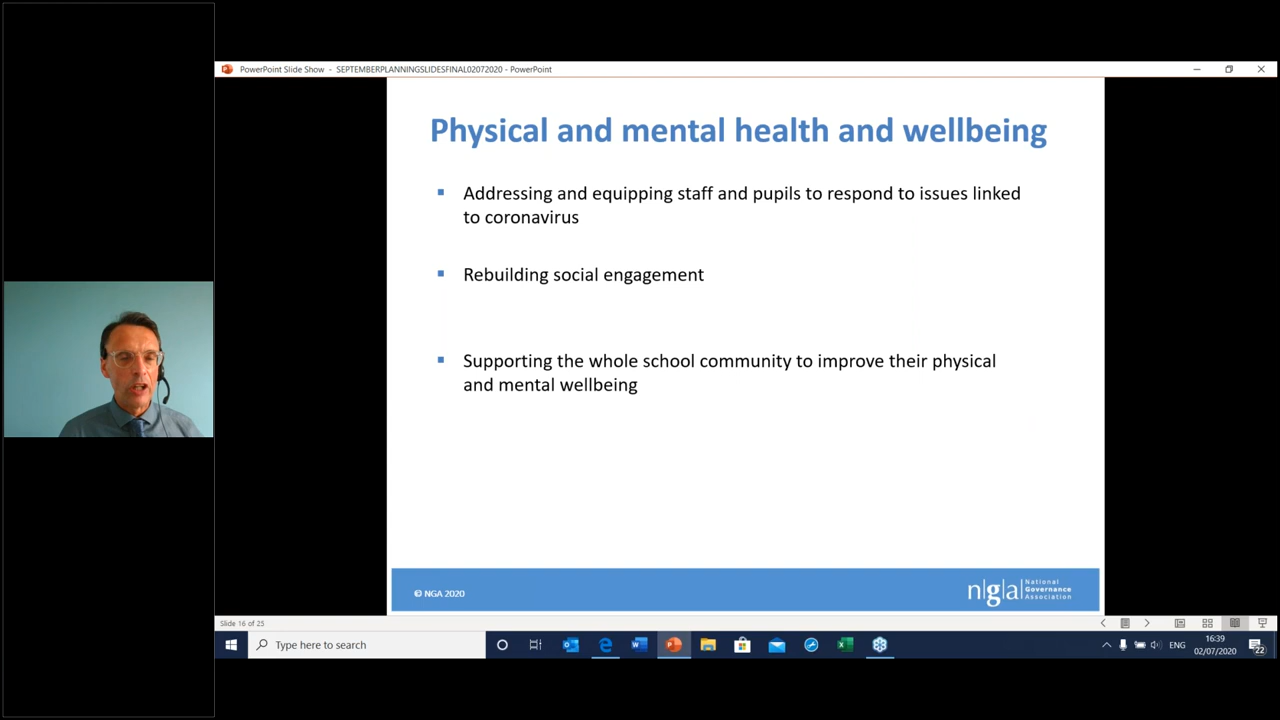 PowerPoint Slide Show - SEPTEMBERPLANNINGSLIDESFINAL02072020 - PowerPoint
Physical and mental health and wellbeing
Addressing and equipping staff and pupils to respond to issues linked
to coronavirus
Rebuilding social engagement
Supporting the whole school community to improve their physical
and mental wellbeing
© NGA 2020
n|g|a
National
Governance
Association
Slide 16 of 25
Type here to search
ENG
16:39
02/07/2020
22